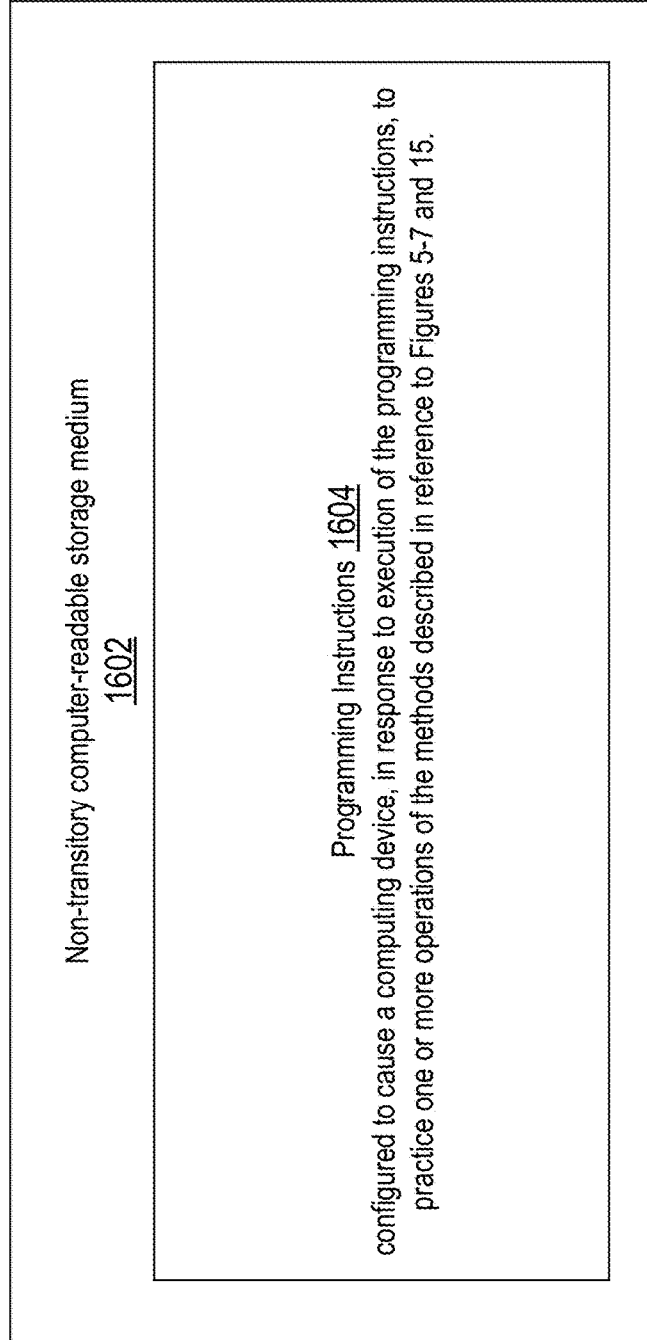 Non-transitory computer-readable storage medium
1602
Programming Instructions 1604
configured to cause a computing device, in response to execution of the programming instructions, to
practice one or more operations of the methods described in reference to Figures 5-7 and 15.